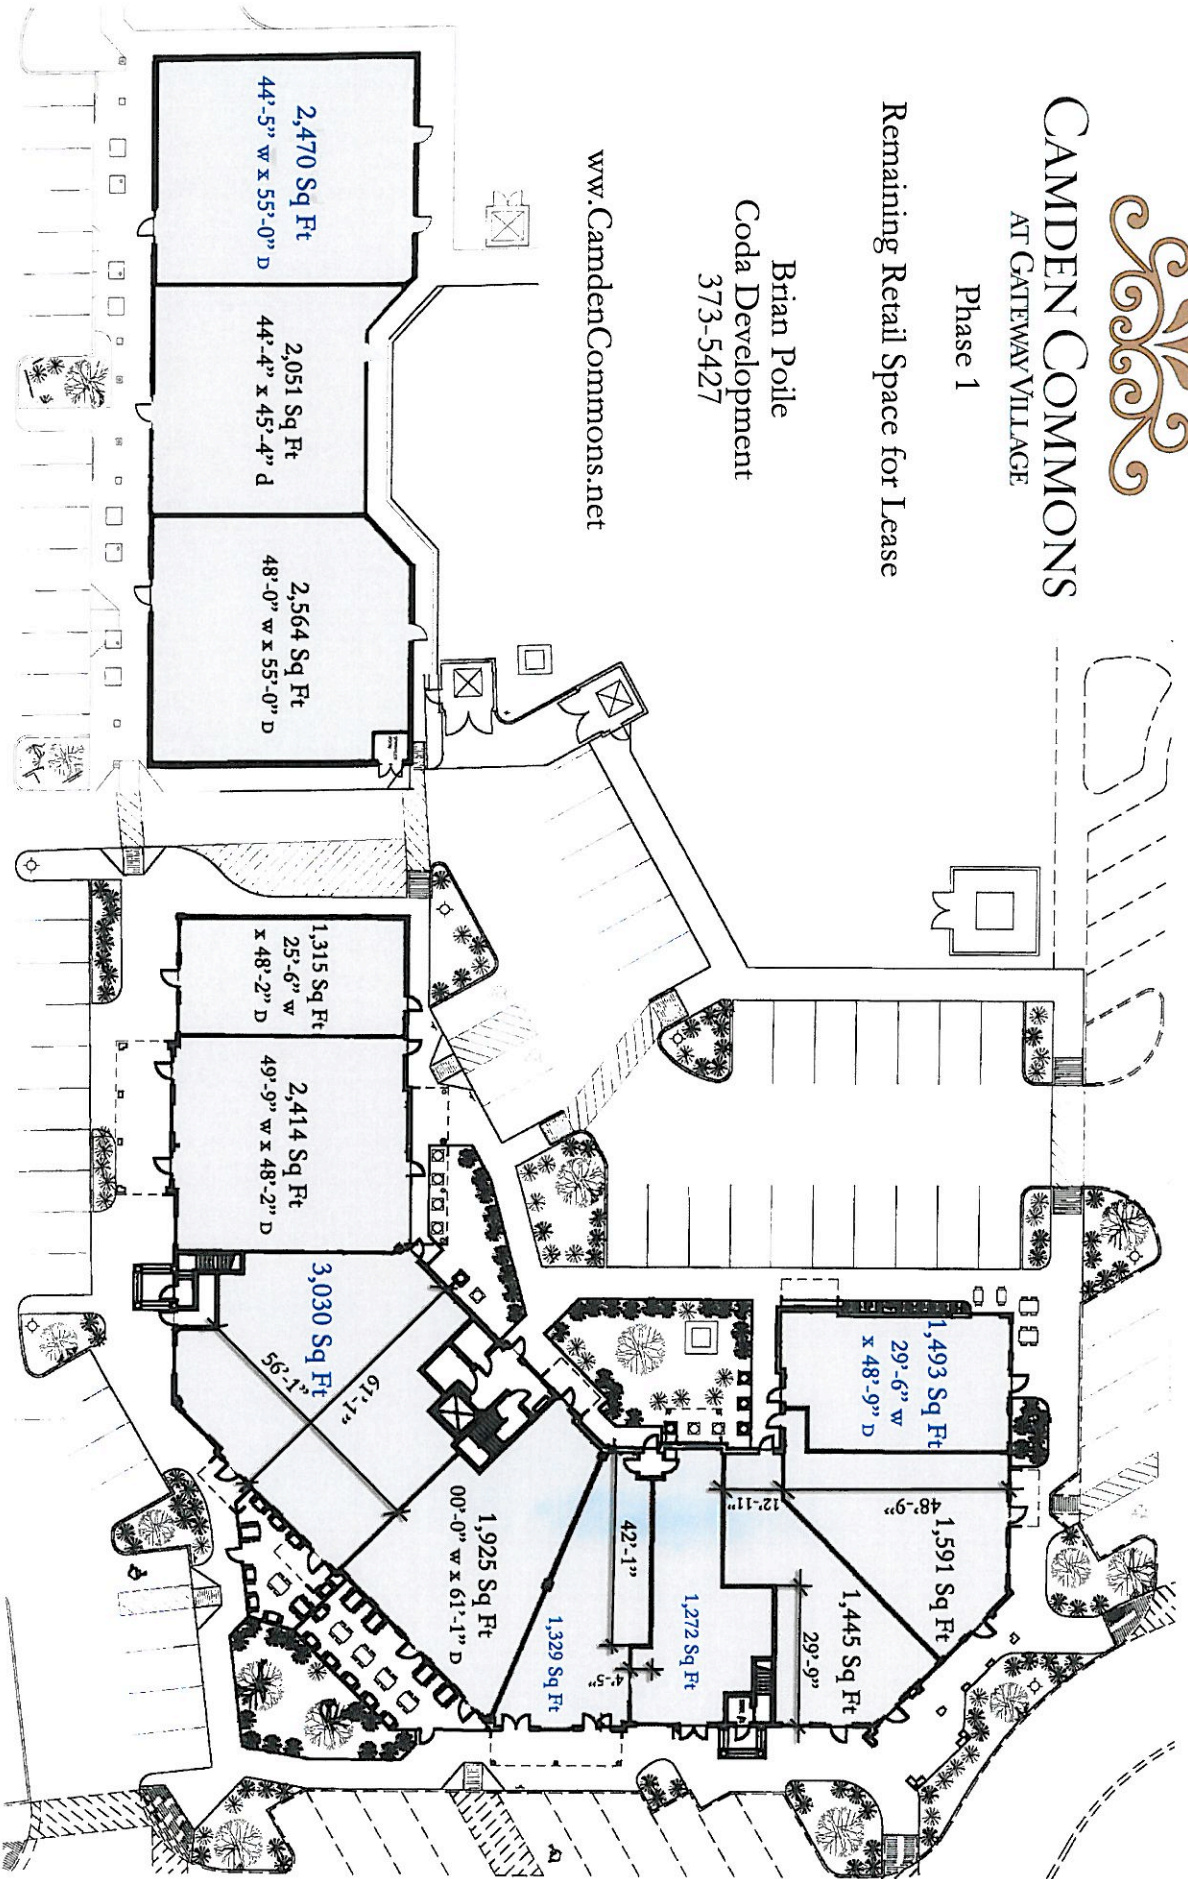 CAMDEN COMMONS
AT GATEWAY VILLAGE
Phase 1
Remaining Retail Space for Lease
Brian Poile
Coda Development
373-5427
ww.CamdenCommons.net
2,470 Sq Ft
44'-5" w x 55'-0" D
2,051 Sq Ft
44'-4" x 45'-4" d
2,564 Sq Ft
48'-0" w x 55'-0" D
1,315 Sq Ft
25'-6" w
x 48'-2" D
2,414 Sq Ft
49'-9" w x 48'-2" D
3,030 Sq Ft
56'-1"
61'-1"
1,493 Sq Ft
29'-6" w
x 48'-9" D
48'-9"
12'-11"
1,591 Sq Ft
1,445 Sq Ft
29'-9"
1,272 Sq Ft
42'-1"
4'-5"
1,329 Sq Ft
1,925 Sq Ft
00'-0" w x 61'-1" D